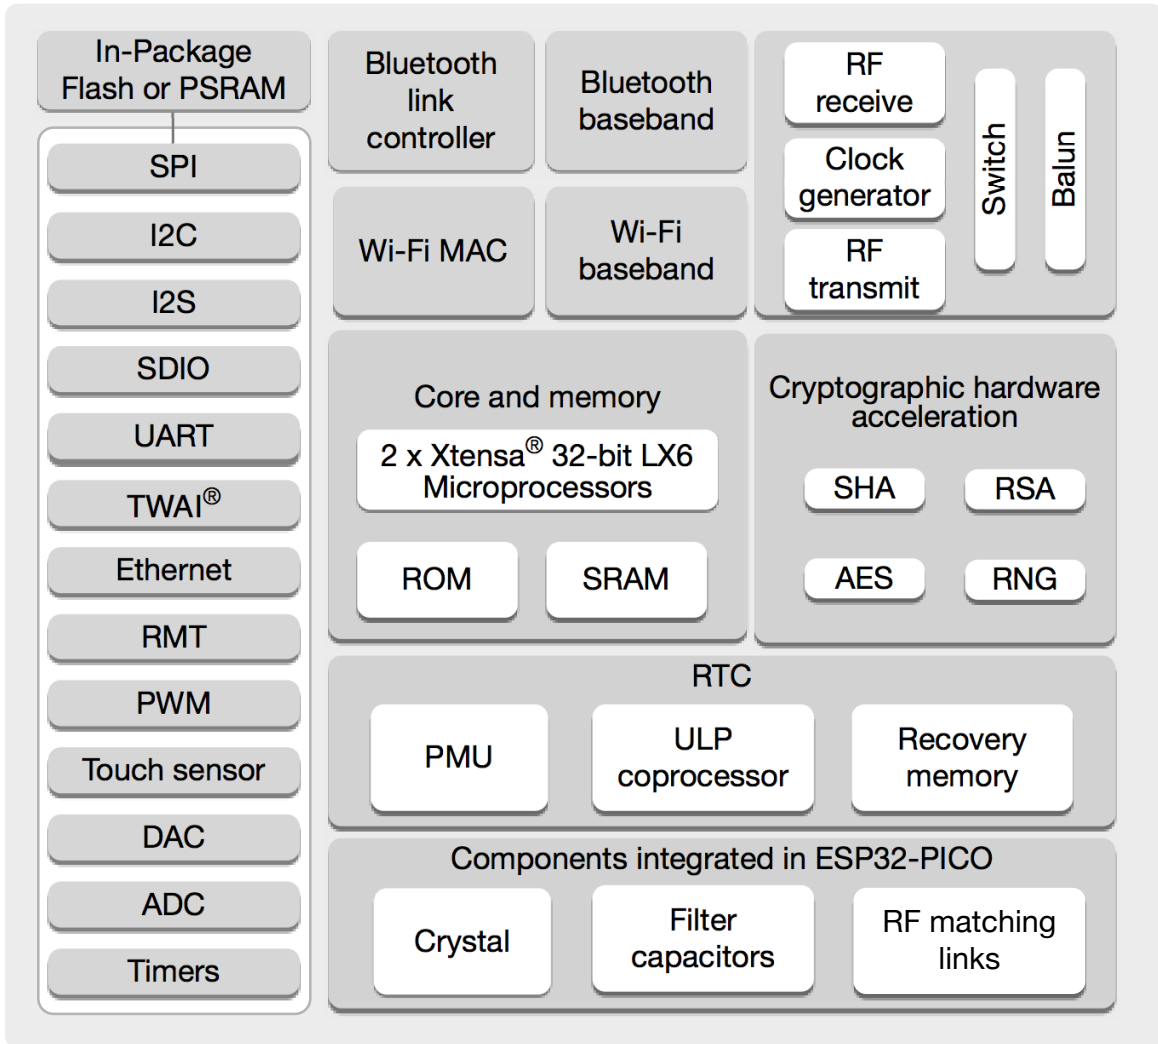 In-Package
Flash or PSRAM
SPI
I2C
I2S
SDIO
UART
TWAI®
Ethernet
RMT
PWM
Touch sensor
DAC
ADC
Timers
Bluetooth
link
controller
Bluetooth
baseband
Wi-Fi MAC
Wi-Fi
baseband
RF
receive
Clock
generator
RF
transmit
Switch
Balun
Core and memory
2 x Xtensa® 32-bit LX6
Microprocessors
ROM
SRAM
Cryptographic hardware
acceleration
SHA
RSA
AES
RNG
RTC
PMU
ULP
coprocessor
Recovery
memory
Components integrated in ESP32-PICO
Crystal
Filter
capacitors
RF matching
links